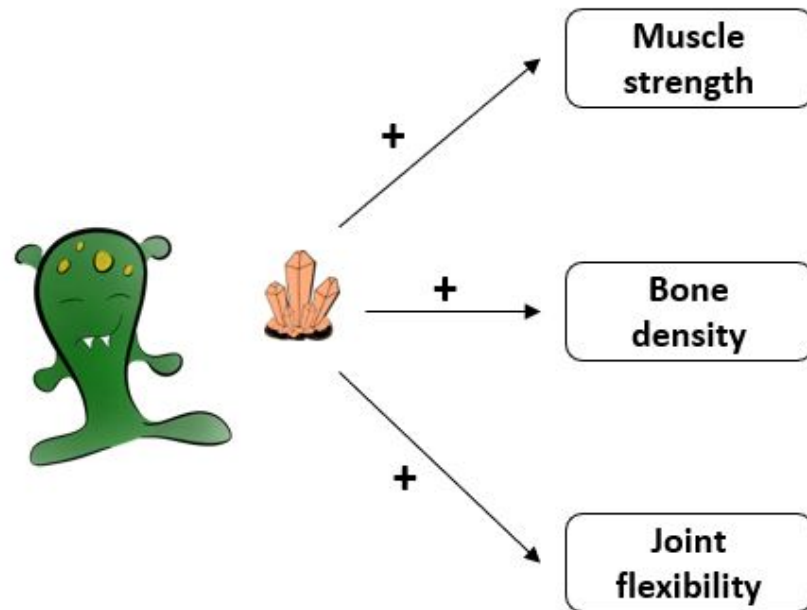 Muscle
strength
+
+
Bone
density
+
Joint
flexibility